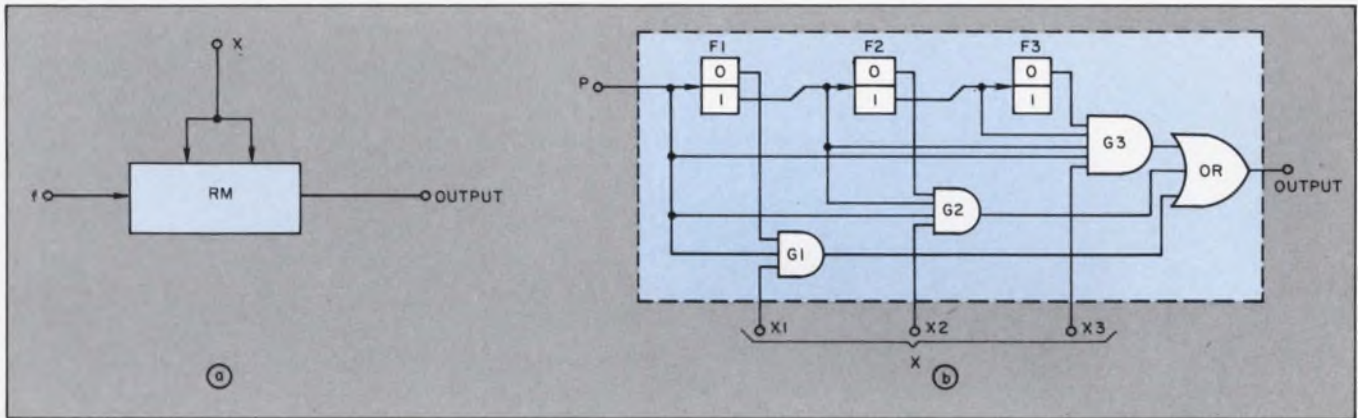 X
f
RM
OUTPUT
a
F1 F2 F3
0 0 0
1 1 1
P
G3
OR
OUTPUT
G2
G1
X1 X2 X3
X
b